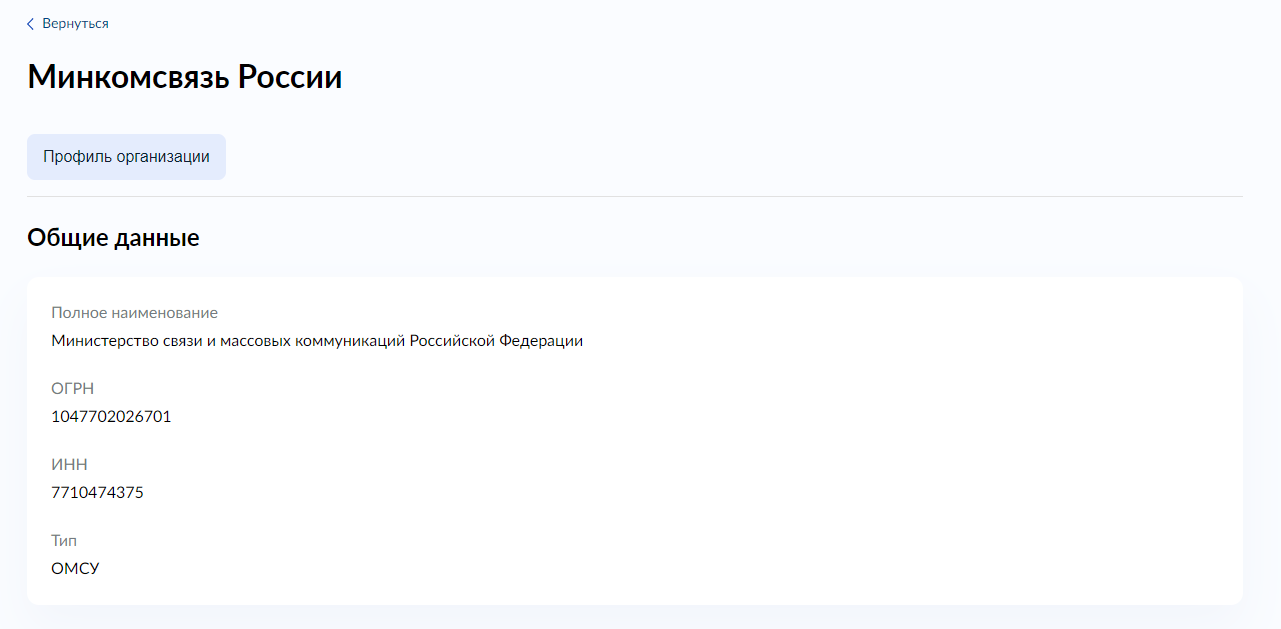 Вернуться
Минкомсвязь России
Профиль организации
Общие данные
Полное наименование
Министерство связи и массовых коммуникаций Российской Федерации
ОГРН
1047702026701
ИНН
7710474375
Тип
ОМСУ